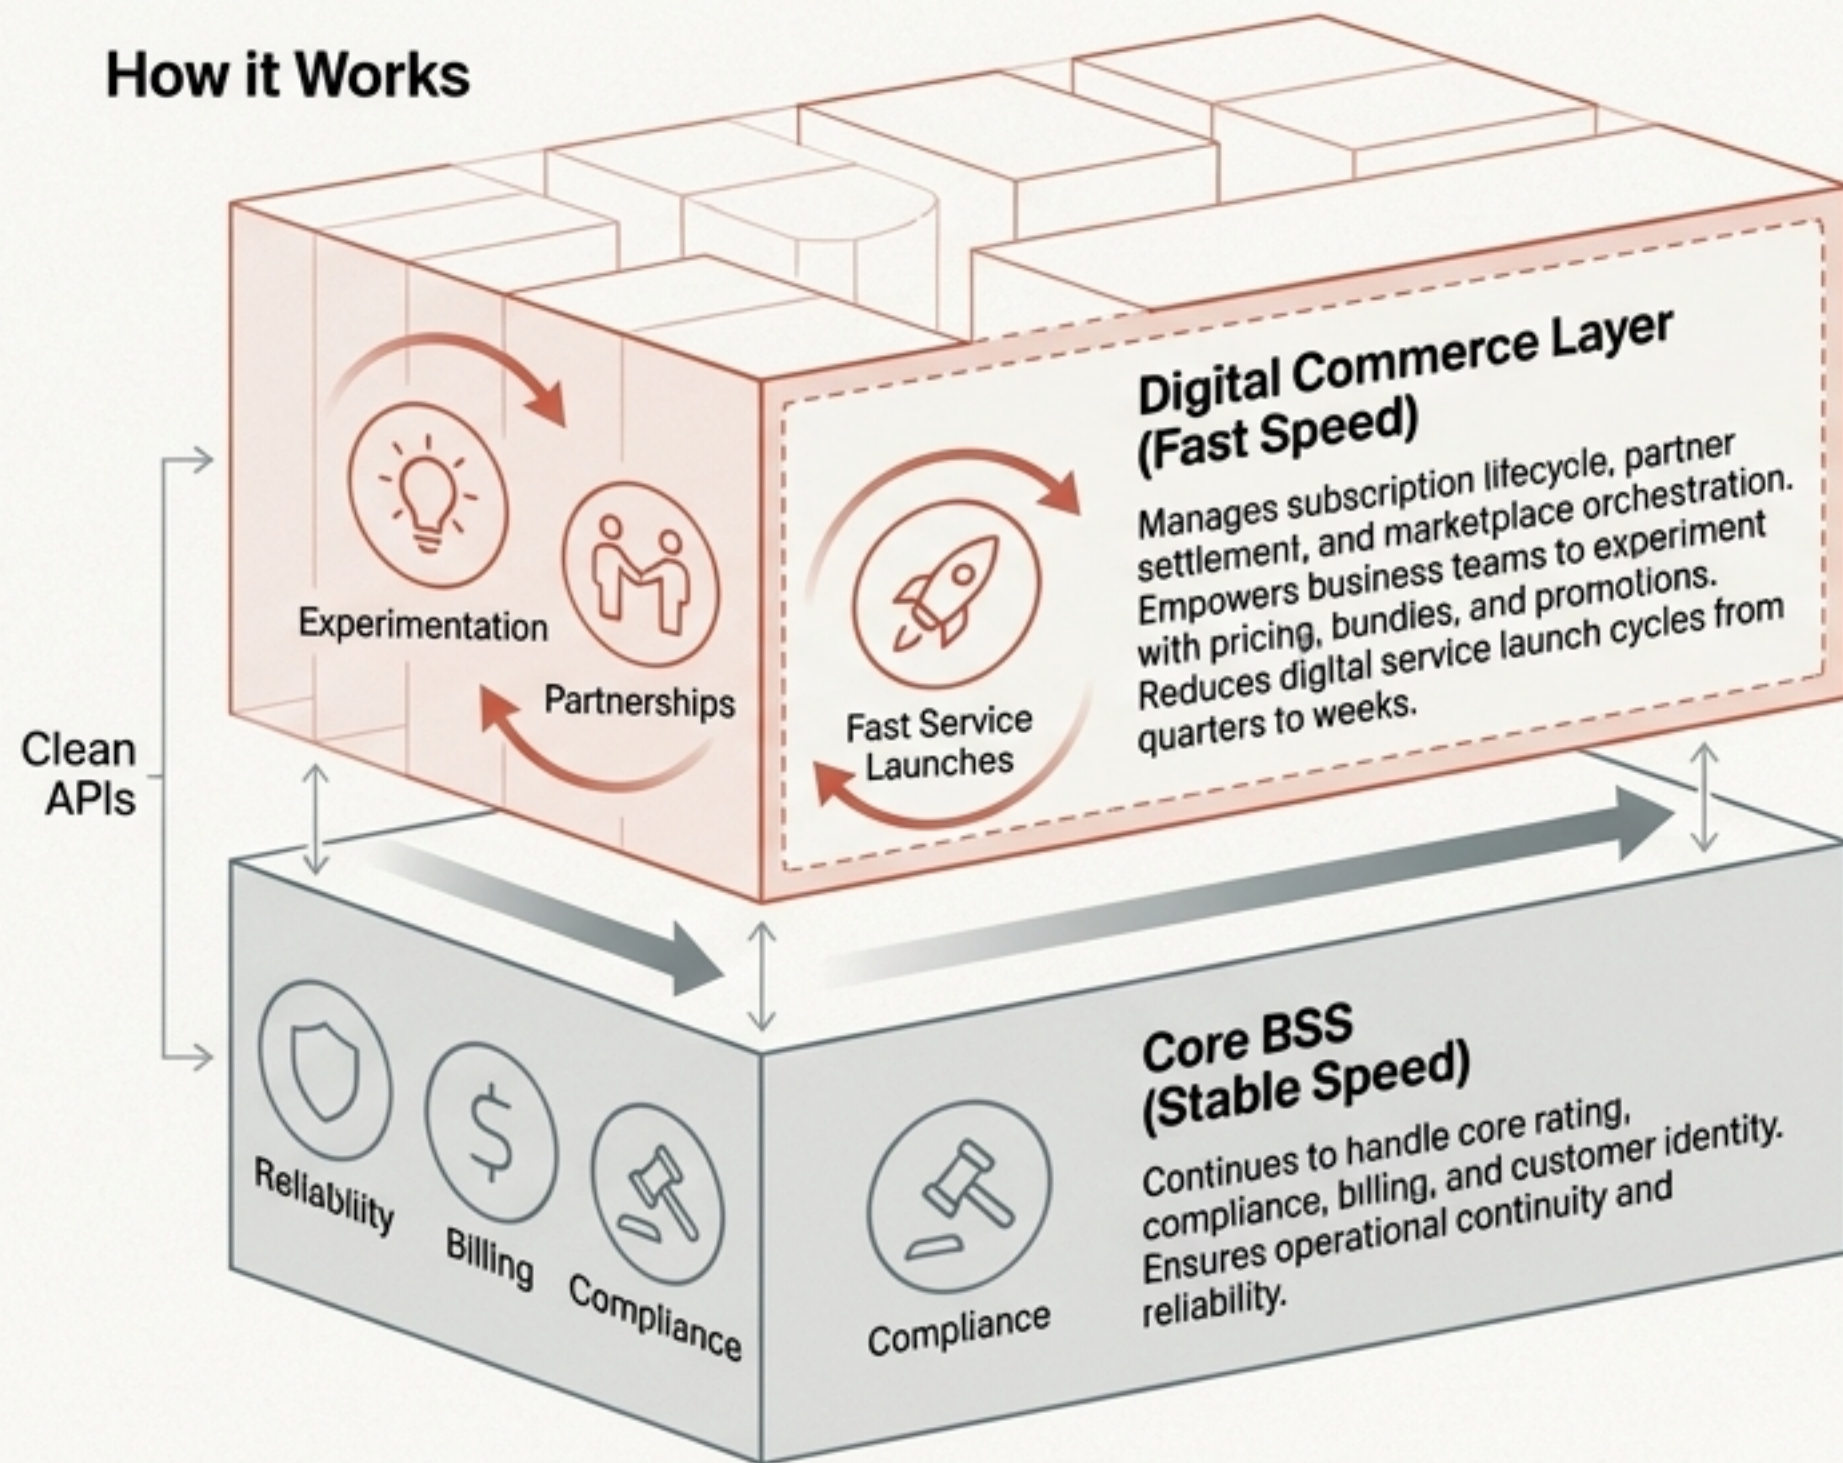 How it Works
Clean
APIs
Experimentation
Partnerships
Fast Service
Launches
Digital Commerce Layer
(Fast Speed)
Manages subscription lifecycle, partner
settlement, and marketplace orchestration.
Empowers business teams to experiment
with pricing, bundies, and promotions.
Reduces digltal service launch cycles from
quarters to weeks.
Reliabliity
Billing
Compliance
Compliance
Core BSS
(Stable Speed)
Continues to handle core rating,
compliance, bılling, and customer identity.
Ensures operational continuity and
reliability.